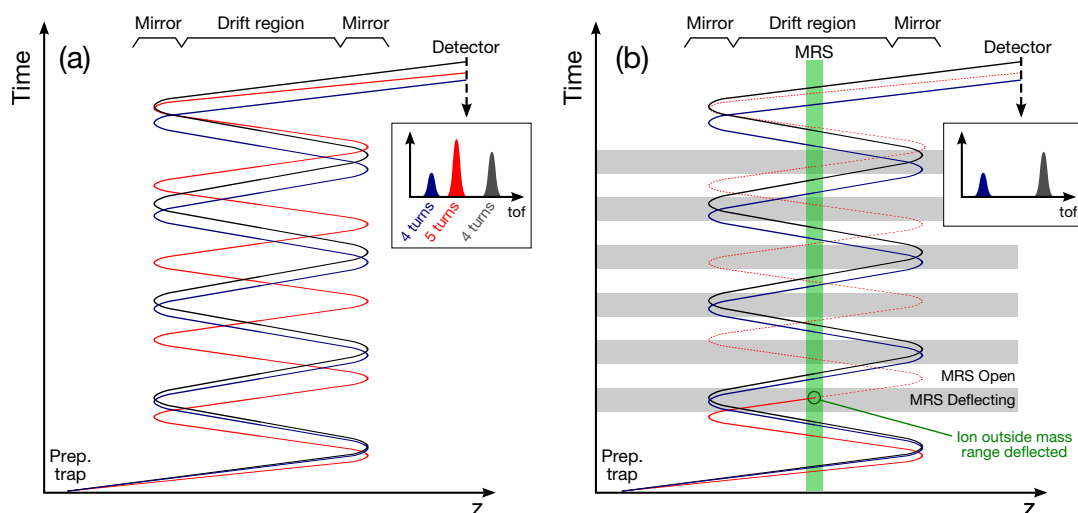 Mirror Drift region Mirror
(a)
Time
Detector
tof
4 turns
5 turns
4 turns
Prep.
trap
z
Mirror Drift region Mirror
MRS
(b)
Time
Detector
tof
MRS Open
MRS Deflecting
Ion outside mass
range deflected
Prep.
trap
z